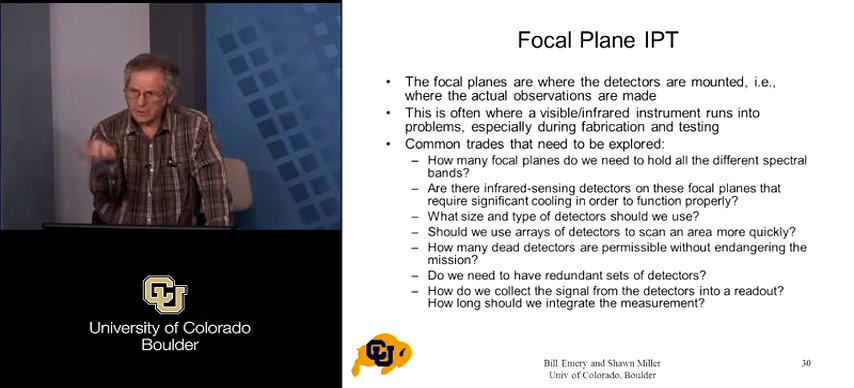 Focal Plane IPT
• The focal planes are where the detectors are mounted, i.e.,
where the actual observations are made
• This is often where a visible/infrared instrument runs into
problems, especially during fabrication and testing
• Common trades that need to be explored:
– How many focal planes do we need to hold all the different spectral
bands?
– Are there infrared-sensing detectors on these focal planes that
require significant cooling in order to function properly?
– What size and type of detectors should we use?
– Should we use arrays of detectors to scan an area more quickly?
– How many dead detectors are permissible without endangering the
mission?
– Do we need to have redundant sets of detectors?
– How do we collect the signal from the detectors into a readout?
How long should we integrate the measurement?
CU
University of Colorado
Boulder
CU
Bill Emery and Shawn Miller
Univ of Colorado, Boulder
30